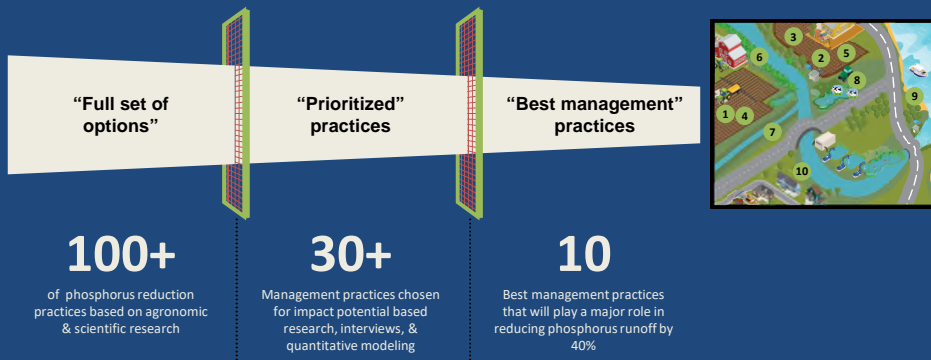 “Full set of
options”
“Prioritized”
practices
“Best management”
practices
3
5
6
2
8
9
1
4
7
10
100+
of phosphorus reduction
practices based on agronomic
& scientific research
30+
Management practices chosen
for impact potential based
research, interviews, &
quantitative modeling
10
Best management practices
that will play a major role in
reducing phosphorus runoff by
40%